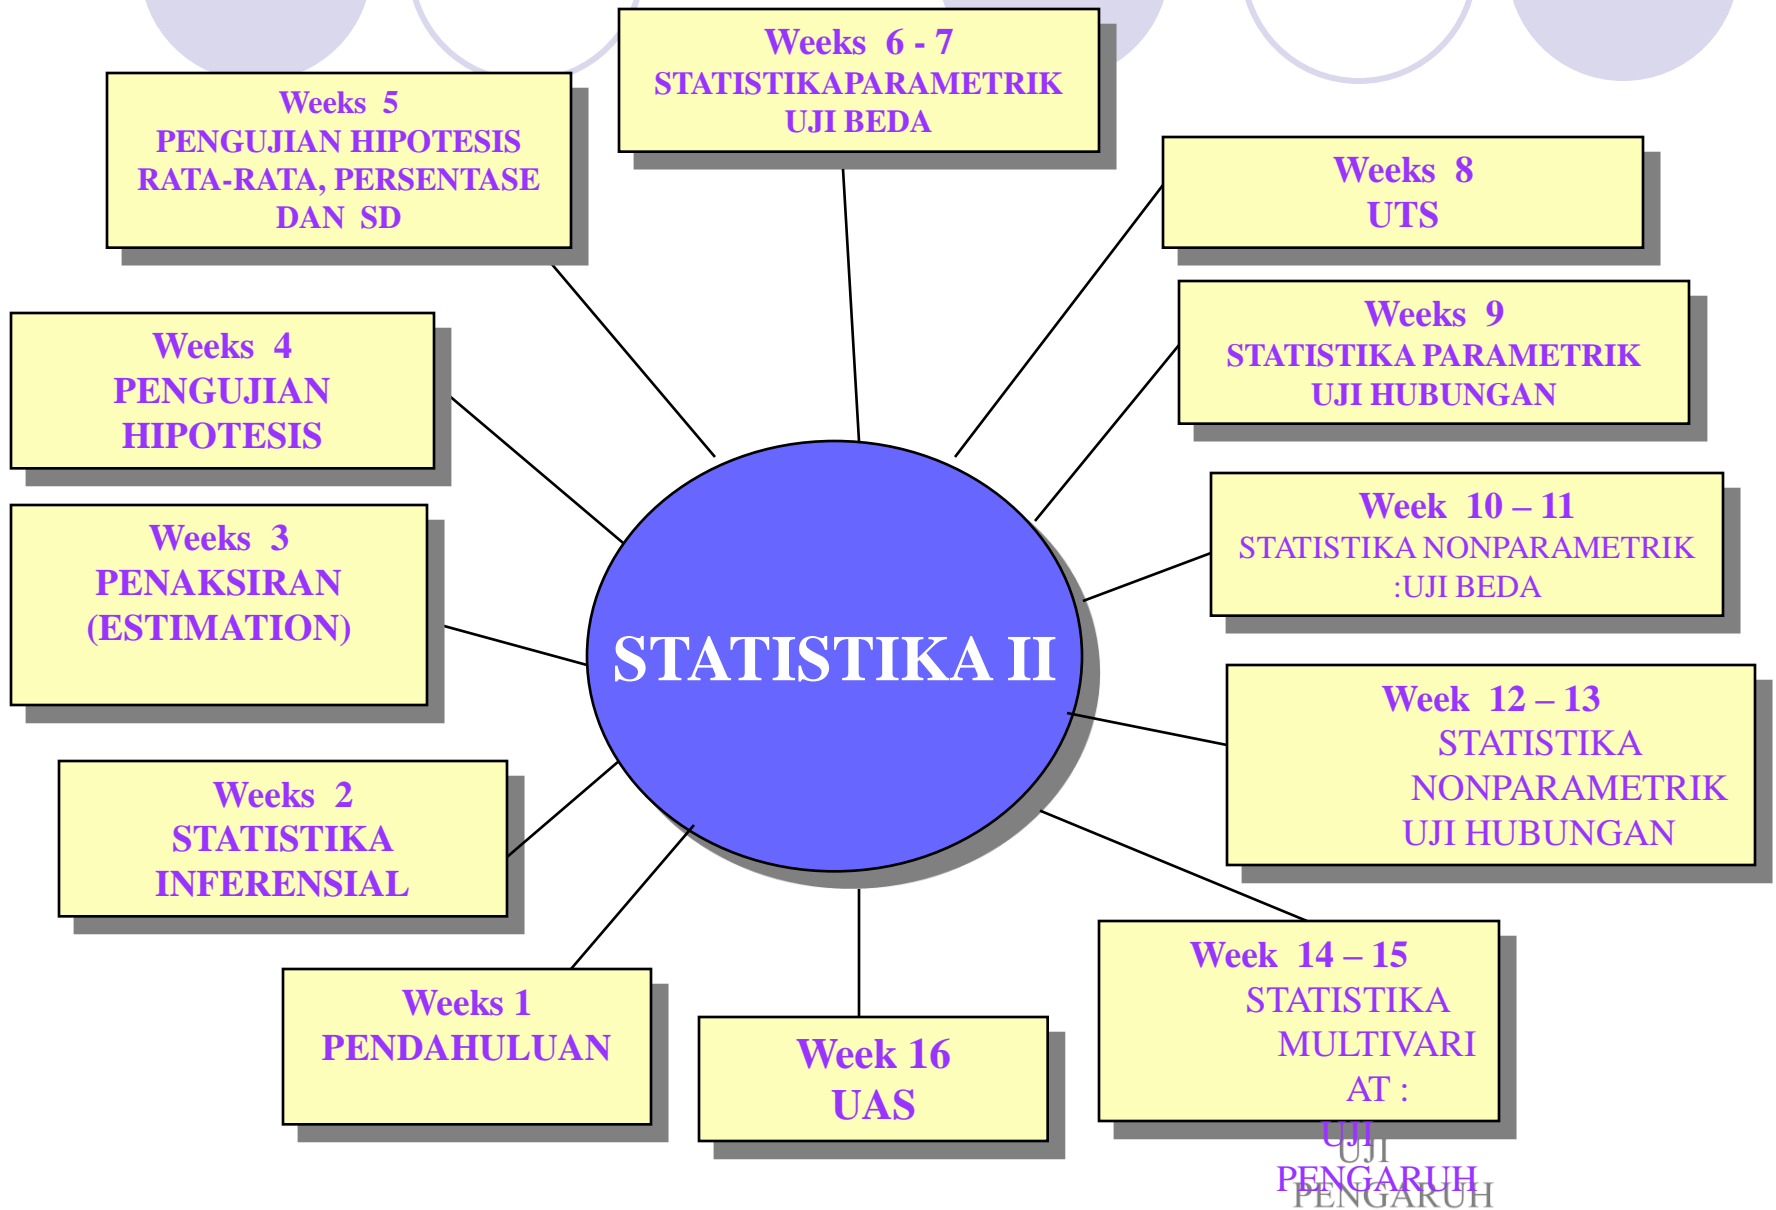 Weeks 6 - 7
STATISTIKAPARAMETRIK
UJI BEDA
Weeks 5
PENGUJIAN HIPOTESIS
RATA-RATA, PERSENTASE
DAN SD
Weeks 8
UTS
Weeks 9
STATISTIKA PARAMETRIK
UJI HUBUNGAN
Weeks 4
PENGUJIAN
HIPOTESIS
Week 10 – 11
STATISTIKA NONPARAMETRIK
:UJI BEDA
Weeks 3
PENAKSIRAN
(ESTIMATION)
STATISTIKA II
Week 12 – 13
STATISTIKA
NONPARAMETRIK
UJI HUBUNGAN
Weeks 2
STATISTIKA
INFERENSIAL
Week 14 – 15
STATISTIKA
MULTIVARI
AT :
UJI
PENGARUH
Weeks 1
PENDAHULUAN
Week 16
UAS